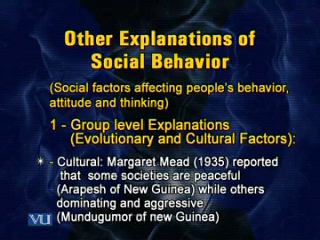 Other Explanations of
Social Behavior
(Social factors affecting people's behavior,
attitude and thinking)
1 - Group level Explanations
(Evolutionary and Cultural Factors):
✶ - Cultural: Margaret Mead (1935) reported
that some societies are peaceful
(Arapesh of New Guinea) while others
dominating and aggressive
(Mundugumor of new Guinea)
VU